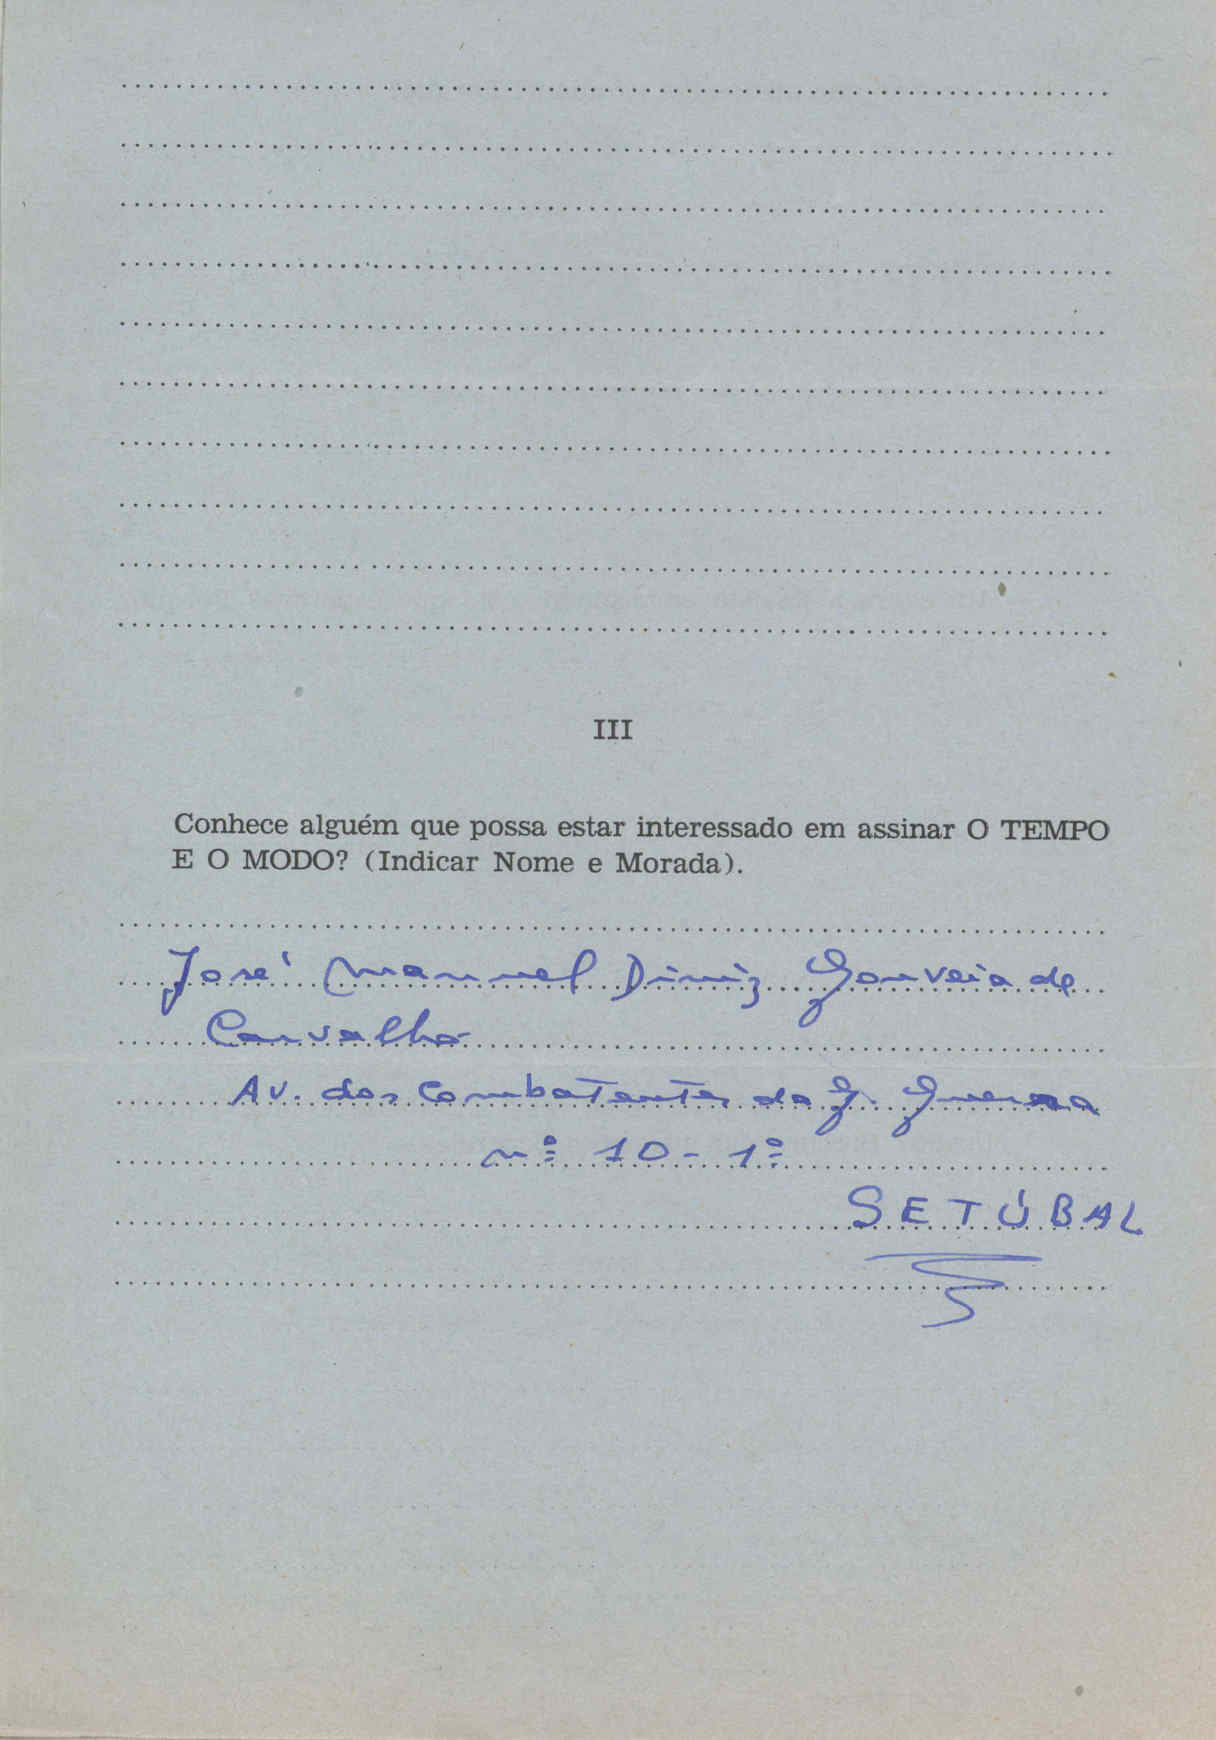 III
Conhece alguém que possa estar interessado em assinar O TEMPO
E O MODO? (Indicar Nome e Morada).
José Manuel Diniz Gouveia de
Carvalho
Av. dos Combatentes da G. Guerra
nº 10 - 1º
SETÚBAL